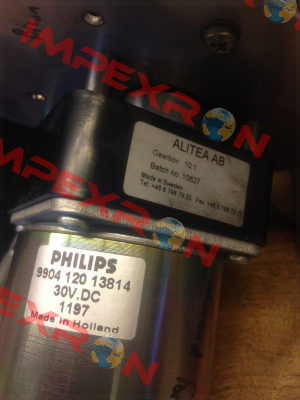 IMPEXRON
ALITEA AB
Gearbox 10:1
Batch no. 10827
Made in Sweden
PHILIPS
9904 120 13814
30V.DC
1197
Made in Holland